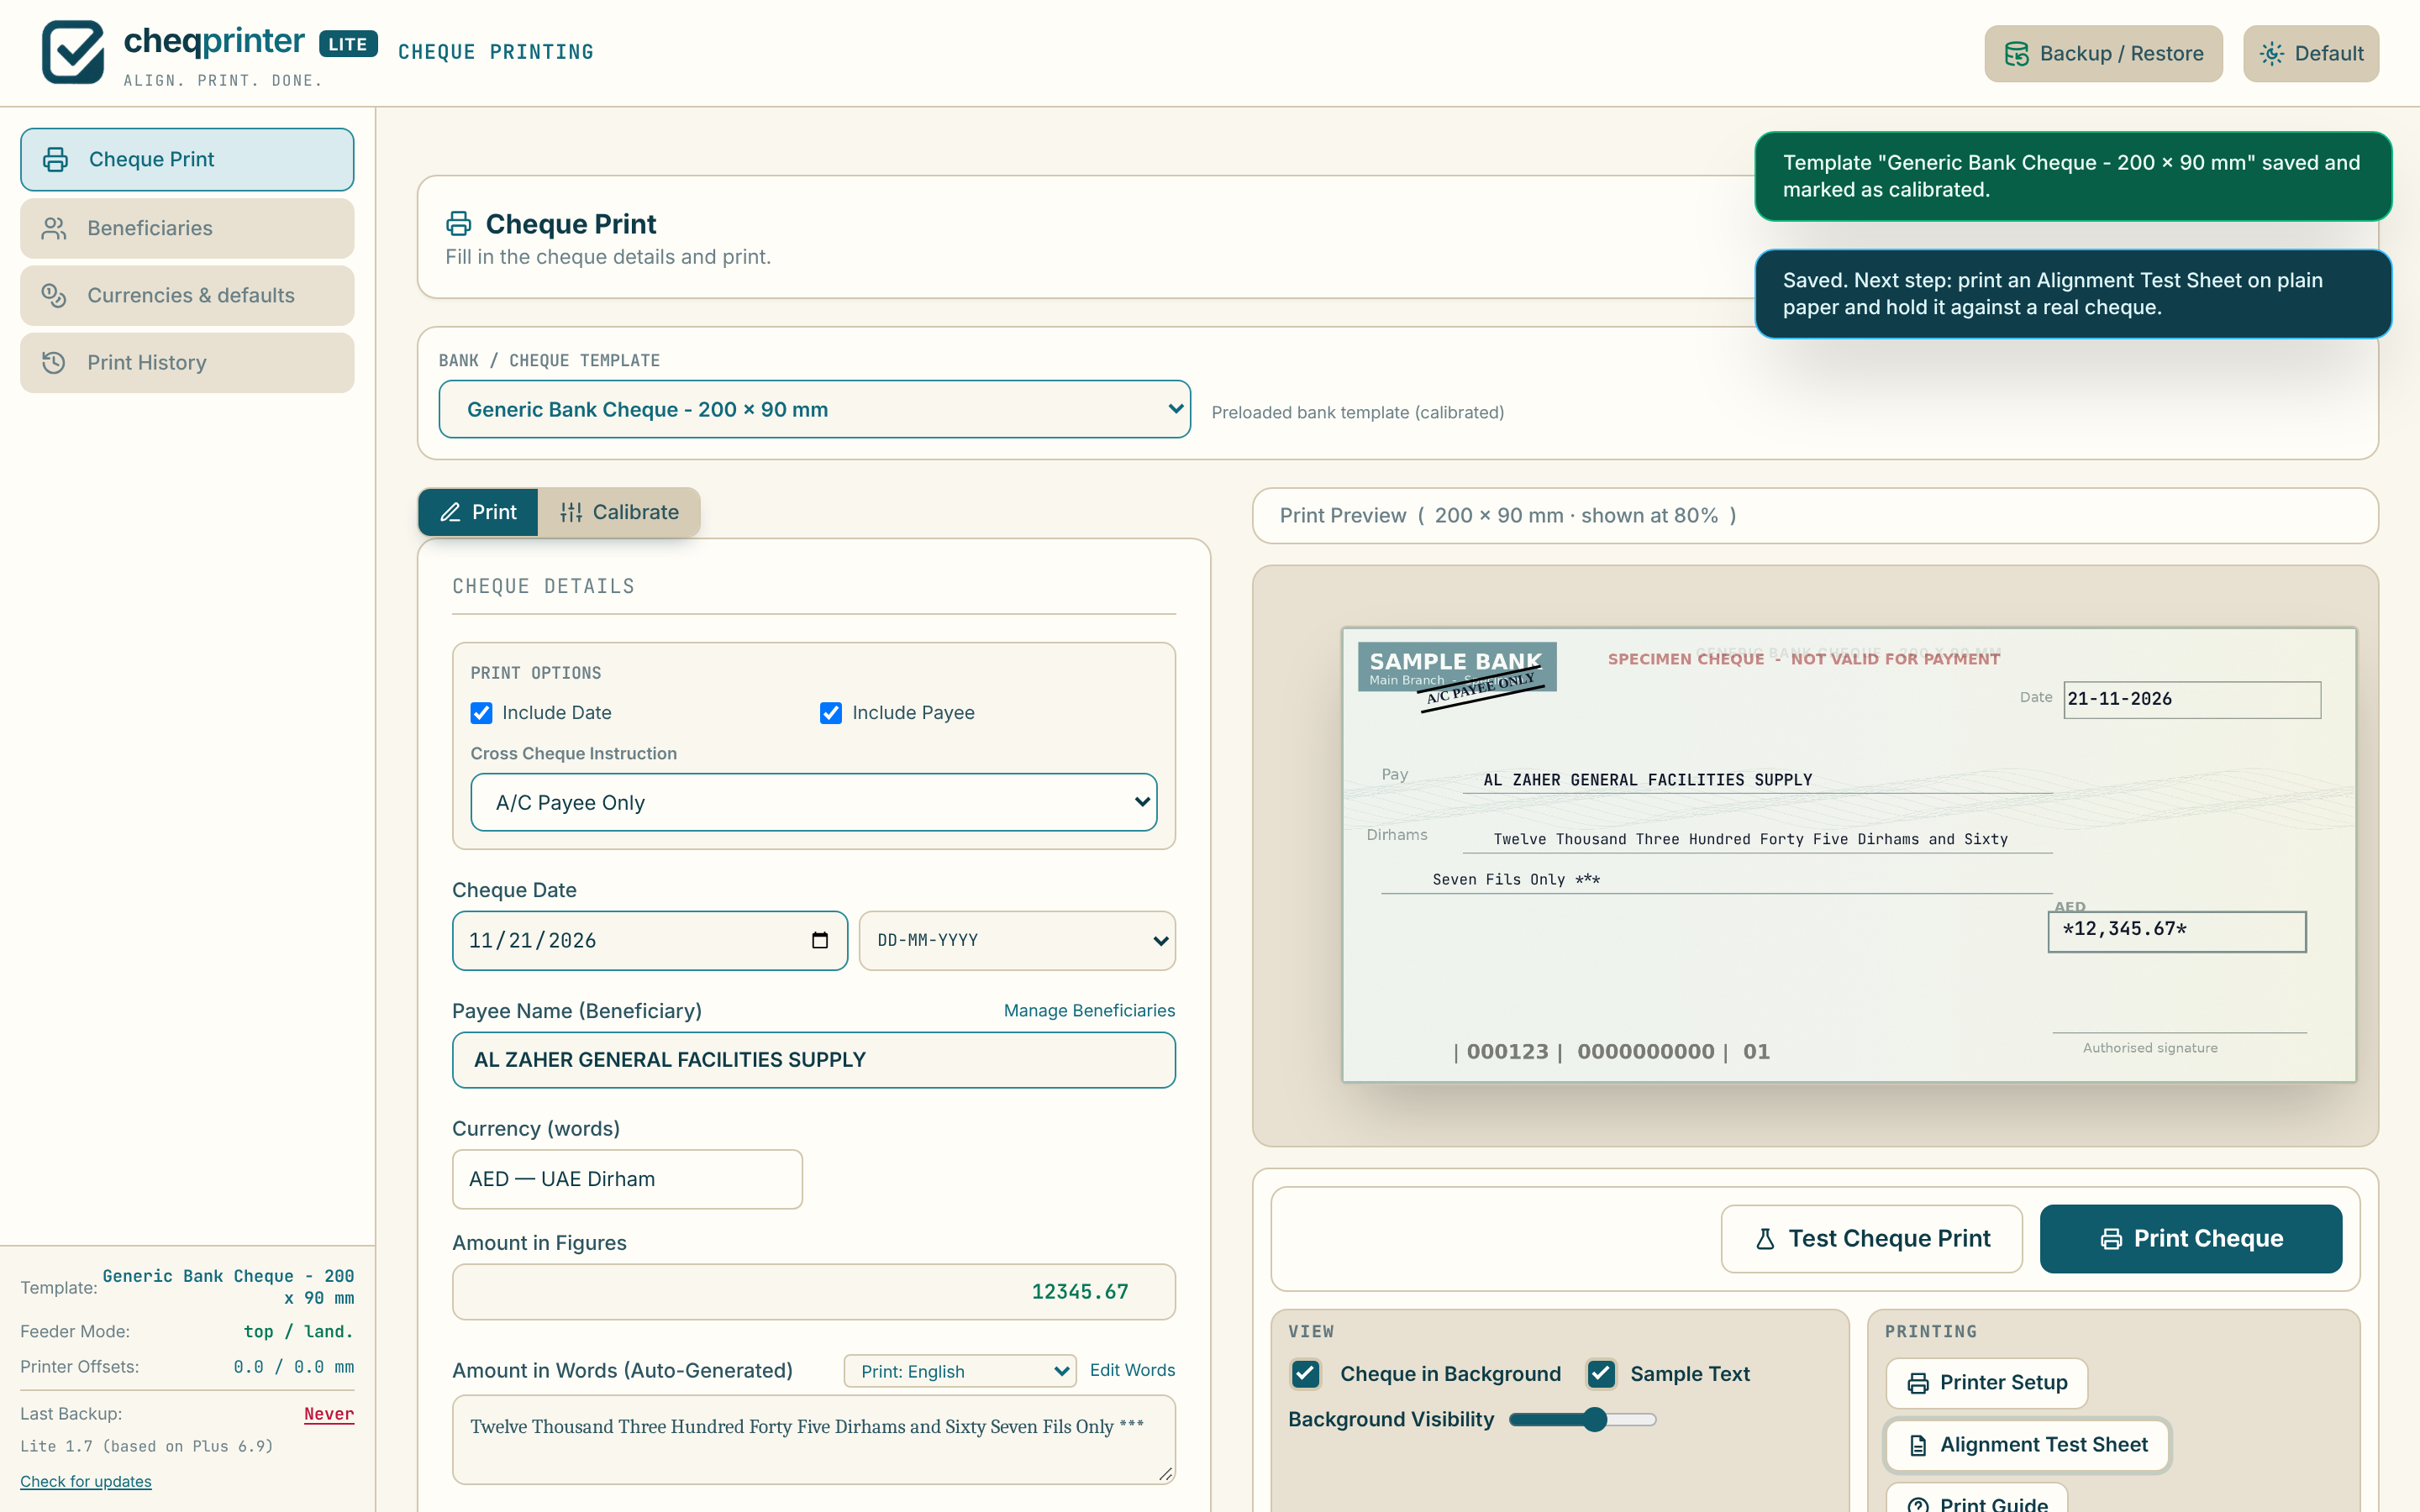 cheqprinter LITE CHEQUE PRINTING
ALIGN. PRINT. DONE.
Backup / Restore
Default
Cheque Print
Beneficiaries
Currencies & defaults
Print History
Template: Generic Bank Cheque - 200
x 90 mm
Feeder Mode: top / land.
Printer Offsets: 0.0 / 0.0 mm
Last Backup: Never
Lite 1.7 (based on Plus 6.9)
Check for updates
Cheque Print
Fill in the cheque details and print.
Template "Generic Bank Cheque - 200 × 90 mm" saved and
marked as calibrated.
Saved. Next step: print an Alignment Test Sheet on plain
paper and hold it against a real cheque.
BANK / CHEQUE TEMPLATE
Generic Bank Cheque - 200 × 90 mm
Preloaded bank template (calibrated)
Print
Calibrate
CHEQUE DETAILS
PRINT OPTIONS
Include Date
Include Payee
Cross Cheque Instruction
A/C Payee Only
Cheque Date
11/21/2026
DD-MM-YYYY
Payee Name (Beneficiary)
Manage Beneficiaries
AL ZAHER GENERAL FACILITIES SUPPLY
Currency (words)
AED — UAE Dirham
Amount in Figures
12345.67
Amount in Words (Auto-Generated)
Print: English
Edit Words
Twelve Thousand Three Hundred Forty Five Dirhams and Sixty Seven Fils Only ***
Print Preview ( 200 × 90 mm · shown at 80% )
SAMPLE BANK
Main Branch -
A/C PAYEE ONLY
GENERIC BANK CHEQUE - 200 X 90 MM
SPECIMEN CHEQUE - NOT VALID FOR PAYMENT
Date 21-11-2026
Pay AL ZAHER GENERAL FACILITIES SUPPLY
Dirhams Twelve Thousand Three Hundred Forty Five Dirhams and Sixty
Seven Fils Only ***
AED
*12,345.67*
| 000123 | 0000000000 | 01
Authorised signature
Test Cheque Print
Print Cheque
VIEW
Cheque in Background
Sample Text
Background Visibility
PRINTING
Printer Setup
Alignment Test Sheet
Print Guide